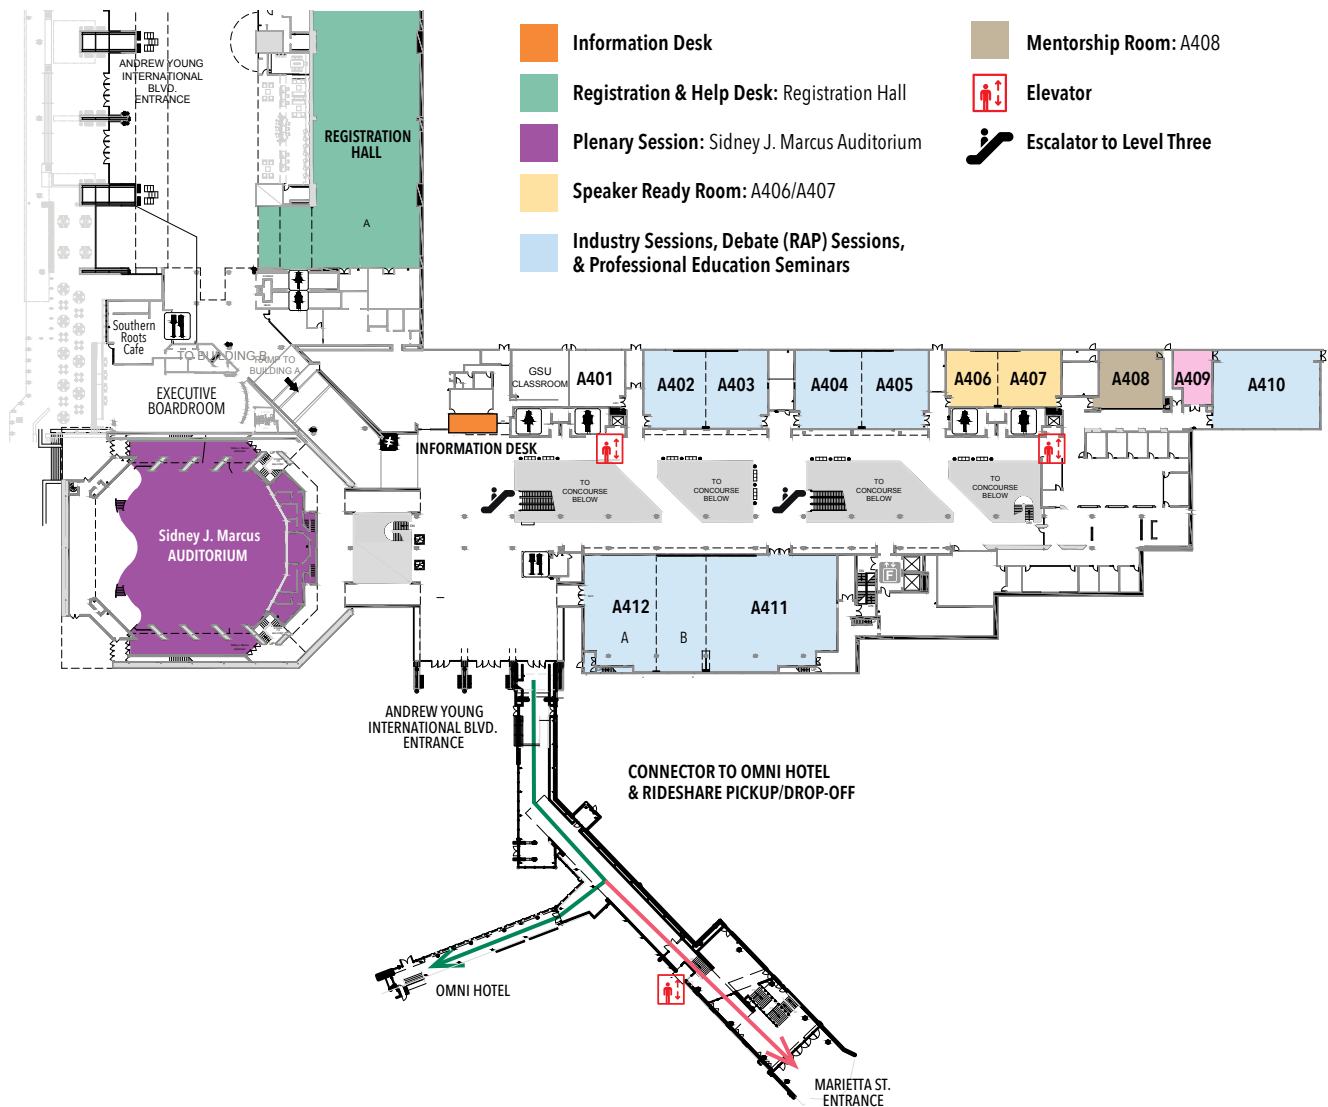 Information Desk
Registration & Help Desk: Registration Hall
Plenary Session: Sidney J. Marcus Auditorium
Speaker Ready Room: A406/A407
Industry Sessions, Debate (RAP) Sessions,
& Professional Education Seminars
Mentorship Room: A408
Elevator
Escalator to Level Three
ANDREW YOUNG
INTERNATIONAL
BLVD.
ENTRANCE
REGISTRATION
HALL
A
Southern
Roots
Cafe
TO BUILDING B
RAMP TO
BUILDING A
EXECUTIVE
BOARDROOM
GSU
CLASSROOM
A401
A402
A403
A404
A405
A406
A407
A408
A409
A410
INFORMATION DESK
TO
CONCOURSE
BELOW
TO
CONCOURSE
BELOW
TO
CONCOURSE
BELOW
TO
CONCOURSE
BELOW
Sidney J. Marcus
AUDITORIUM
F
A412
A
B
A411
ANDREW YOUNG
INTERNATIONAL BLVD.
ENTRANCE
CONNECTOR TO OMNI HOTEL
& RIDESHARE PICKUP/DROP-OFF
OMNI HOTEL
MARIETTA ST.
ENTRANCE